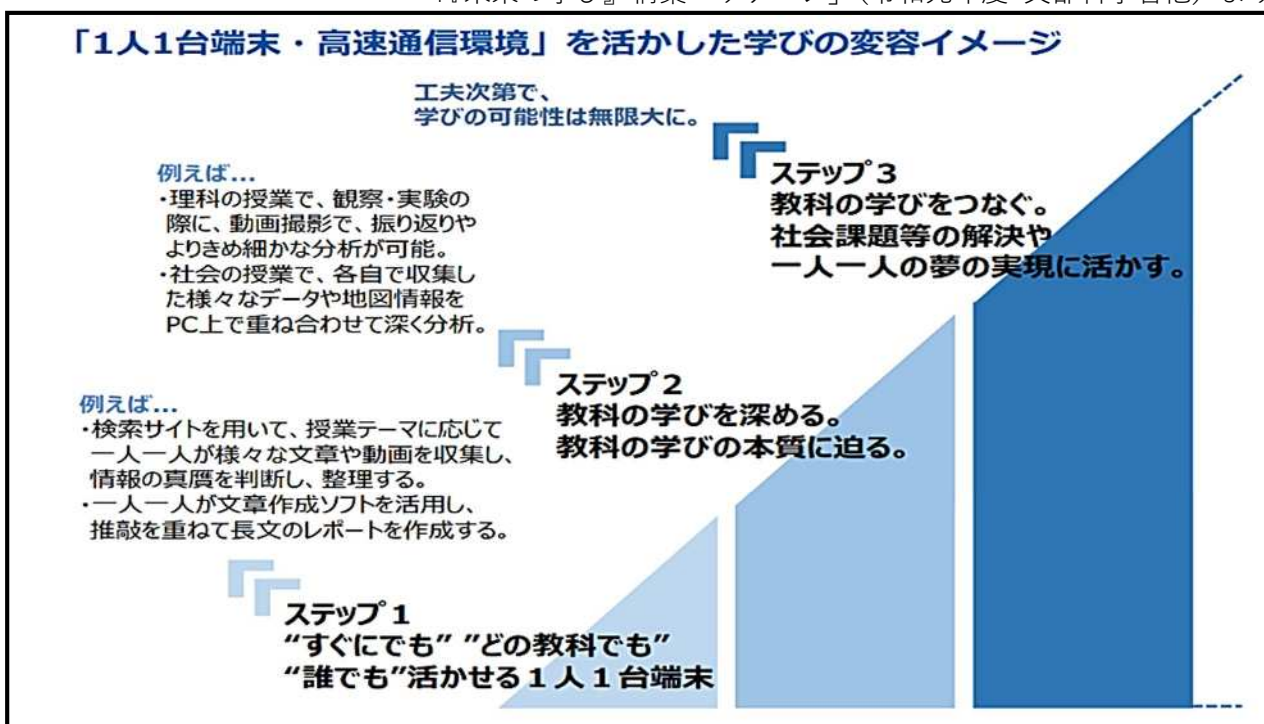 「1人1台端末・高速通信環境」を活かした学びの変容イメージ
工夫次第で、
学びの可能性は無限大に。
ステップ３
教科の学びをつなぐ。
社会課題等の解決や
一人一人の夢の実現に活かす。
例えば…
・理科の授業で、観察・実験の
際に、動画撮影で、振り返りや
よりきめ細かな分析が可能。
・社会の授業で、各自で収集し
た様々なデータや地図情報を
PC上で重ね合わせて深く分析。
ステップ２
教科の学びを深める。
教科の学びの本質に迫る。
例えば…
・検索サイトを用いて、授業テーマに応じて
一人一人が様々な文章や動画を収集し、
情報の真贋を判断し、整理する。
・一人一人が文章作成ソフトを活用し、
推敲を重ねて長文のレポートを作成する。
ステップ１
“すぐにでも” ”どの教科でも”
“誰でも”活かせる１人１台端末